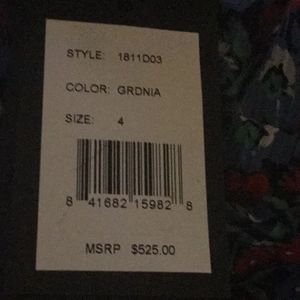 STYLE: 1811D03
COLOR: GRDNIA
SIZE: 4
8 41682 15982 8
MSRP $525.00